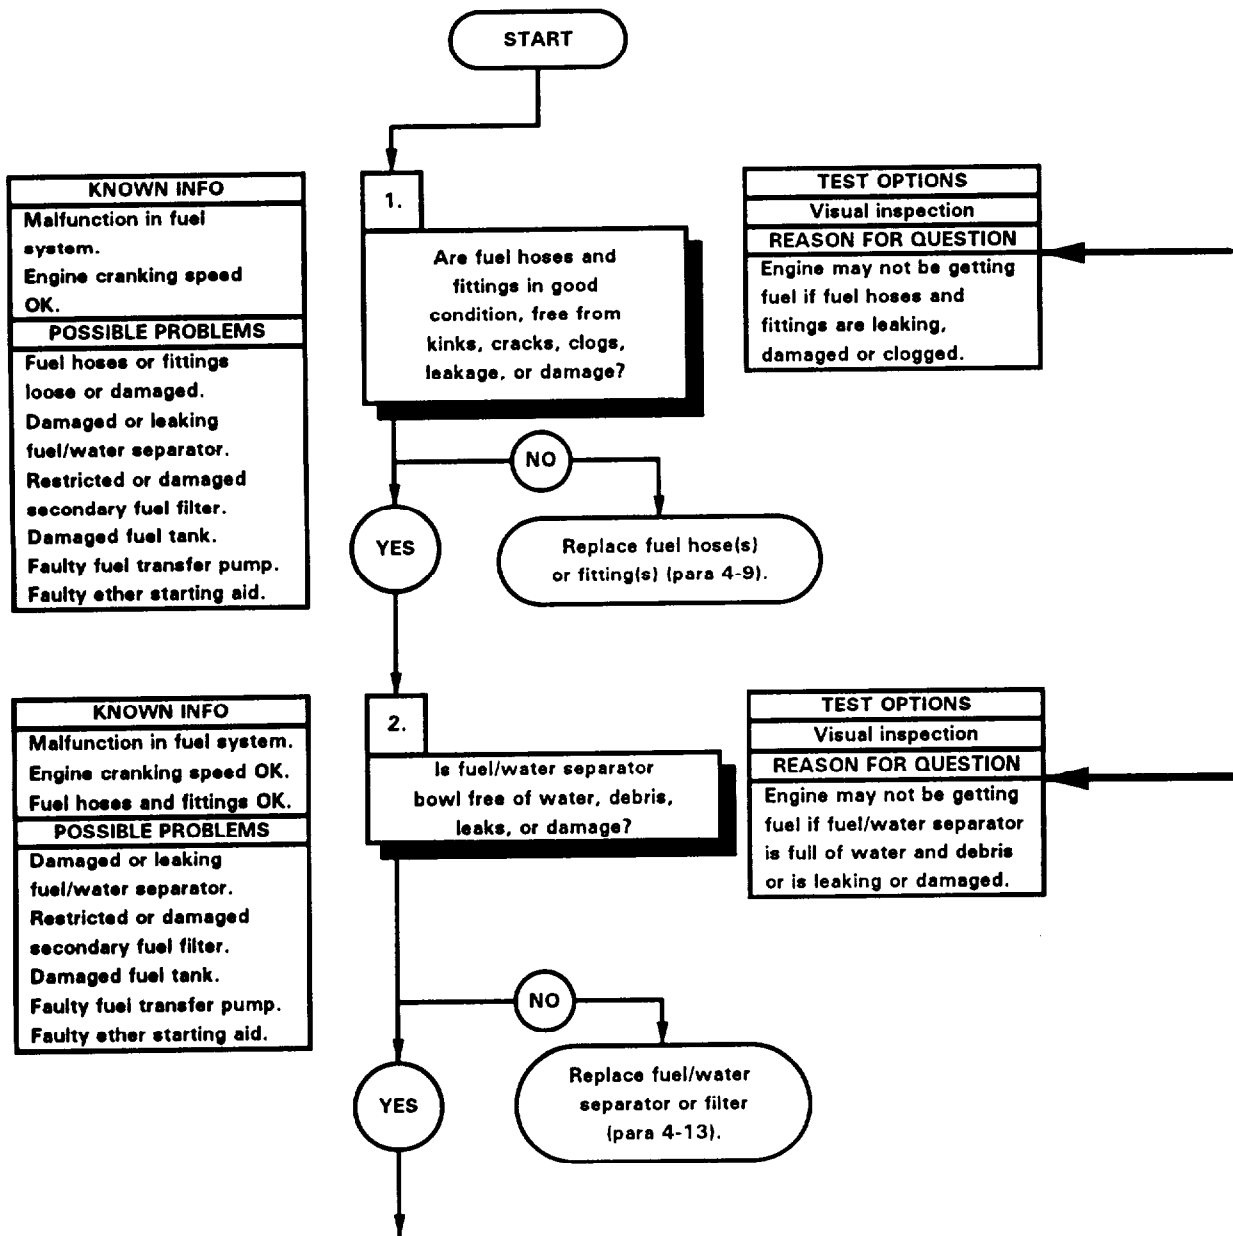 START
KNOWN INFO
Malfunction in fuel
system.
Engine cranking speed
OK.
POSSIBLE PROBLEMS
Fuel hoses or fittings
loose or damaged.
Damaged or leaking
fuel/water separator.
Restricted or damaged
secondary fuel filter.
Damaged fuel tank.
Faulty fuel transfer pump.
Faulty ether starting aid.
1.
Are fuel hoses and
fittings in good
condition, free from
kinks, cracks, clogs,
leakage, or damage?
TEST OPTIONS
Visual inspection
REASON FOR QUESTION
Engine may not be getting
fuel if fuel hoses and
fittings are leaking,
damaged or clogged.
NO
YES
Replace fuel hose(s)
or fitting(s) (para 4-9).
KNOWN INFO
Malfunction in fuel system.
Engine cranking speed OK.
Fuel hoses and fittings OK.
POSSIBLE PROBLEMS
Damaged or leaking
fuel/water separator.
Restricted or damaged
secondary fuel filter.
Damaged fuel tank.
Faulty fuel transfer pump.
Faulty ether starting aid.
2.
Is fuel/water separator
bowl free of water, debris,
leaks, or damage?
TEST OPTIONS
Visual inspection
REASON FOR QUESTION
Engine may not be getting
fuel if fuel/water separator
is full of water and debris
or is leaking or damaged.
NO
YES
Replace fuel/water
separator or filter
(para 4-13).